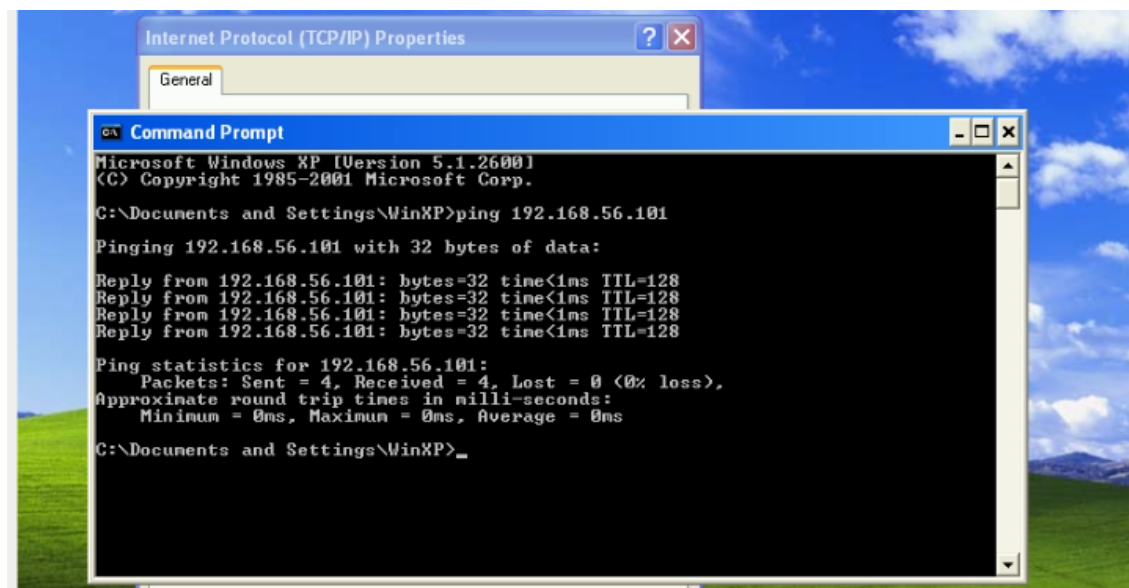 Internet Protocol (TCP/IP) Properties
General
Command Prompt
Microsoft Windows XP [Version 5.1.2600]
(C) Copyright 1985-2001 Microsoft Corp.
C:\Documents and Settings\WinXP>ping 192.168.56.101
Pinging 192.168.56.101 with 32 bytes of data:
Reply from 192.168.56.101: bytes=32 time<1ms TTL=128
Reply from 192.168.56.101: bytes=32 time<1ms TTL=128
Reply from 192.168.56.101: bytes=32 time<1ms TTL=128
Reply from 192.168.56.101: bytes=32 time<1ms TTL=128
Ping statistics for 192.168.56.101:
Packets: Sent = 4, Received = 4, Lost = 0 (0% loss),
Approximate round trip times in milli-seconds:
Minimum = 0ms, Maximum = 0ms, Average = 0ms
C:\Documents and Settings\WinXP>_